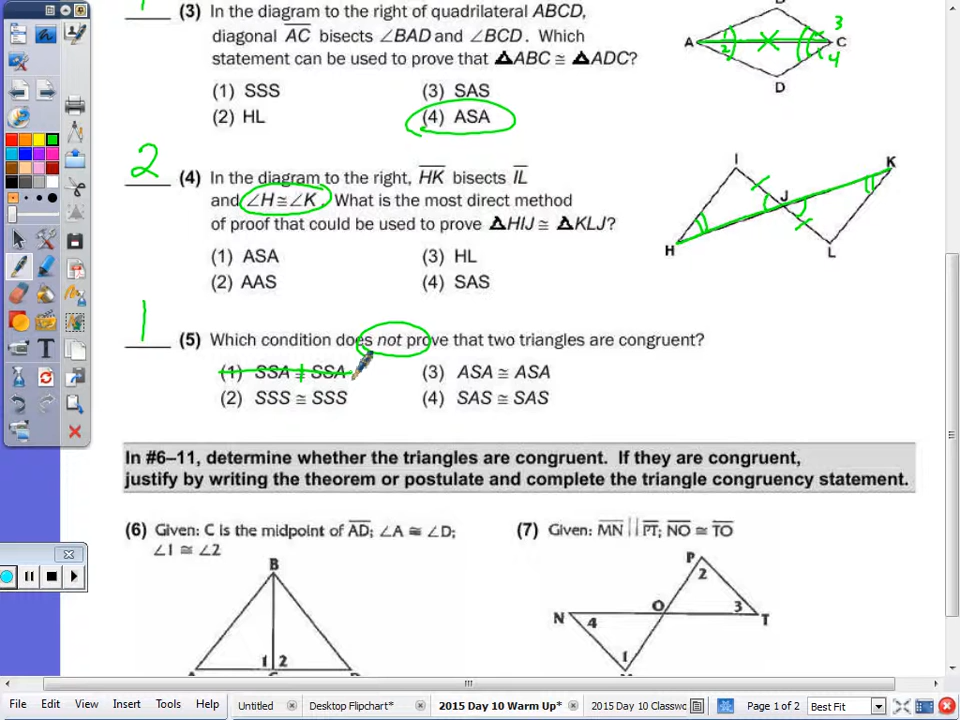 1
(3) In the diagram to the right of quadrilateral ABCD,
diagonal AC bisects ∠BAD and ∠BCD. Which
statement can be used to prove that ΔABC ≅ ΔADC?
(1) SSS (3) SAS
(2) HL (4) ASA
A 2 3 C 4
D
2
(4) In the diagram to the right, HK bisects IL
and ∠H ≅ ∠K. What is the most direct method
of proof that could be used to prove ΔHIJ ≅ ΔKLJ?
(1) ASA (3) HL
(2) AAS (4) SAS
I K
J
H L
1
(5) Which condition does not prove that two triangles are congruent?
(1) SSA ≅ SSA (3) ASA ≅ ASA
(2) SSS ≅ SSS (4) SAS ≅ SAS
In #6–11, determine whether the triangles are congruent. If they are congruent,
justify by writing the theorem or postulate and complete the triangle congruency statement.
(6) Given: C is the midpoint of AD; ∠A ≅ ∠D;
∠1 ≅ ∠2
B
1 2
(7) Given: MN || PT; NO ≅ TO
P
2
O 3
N 4 T
1
File Edit View Insert Tools Help Untitled Desktop Flipchart* 2015 Day 10 Warm Up* 2015 Day 10 Classwo Page 1 of 2 Best Fit